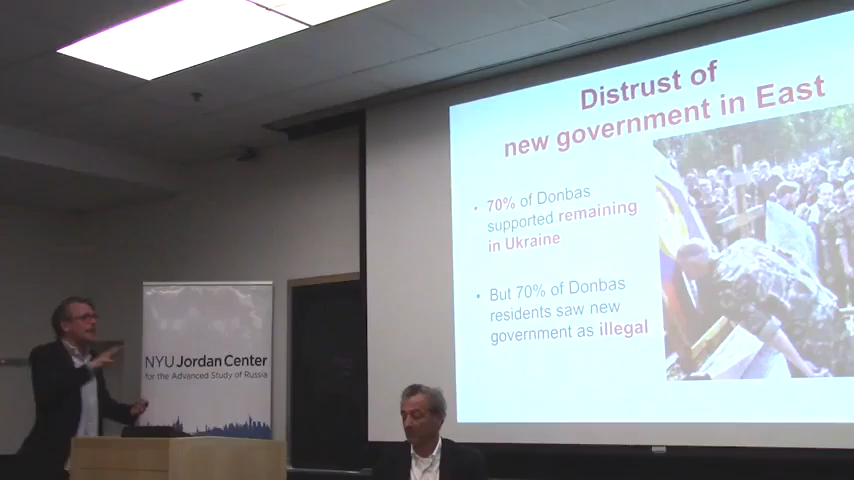 Distrust of
new government in East
• 70% of Donbas
supported remaining
in Ukraine
• But 70% of Donbas
residents saw new
government as illegal
NYU Jordan Center
for the Advanced Study of Russia